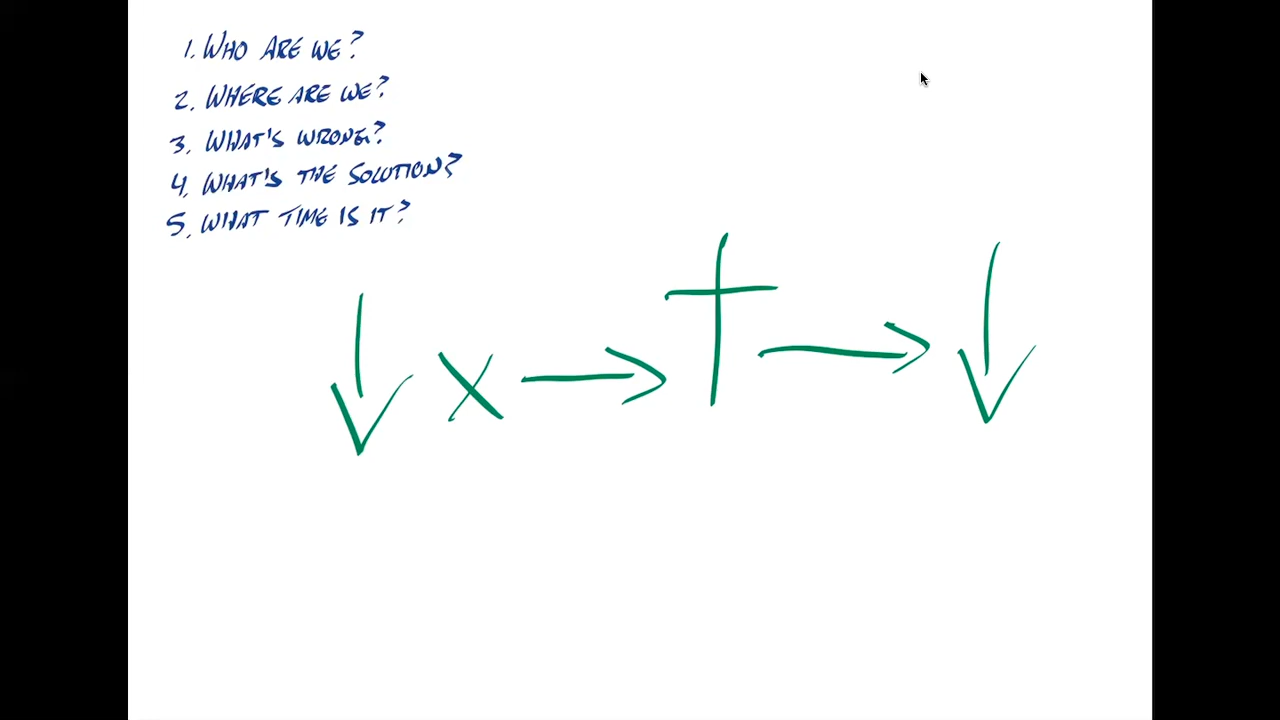 1. WHO ARE WE?
2. WHERE ARE WE?
3. WHAT'S WRONG?
4. WHAT'S THE SOLUTION?
5. WHAT TIME IS IT?
X